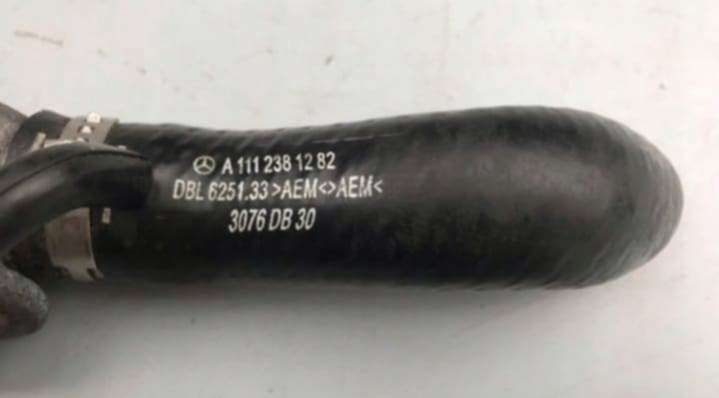 A 111 238 12 82
DBL 6251.33 >AEM<>AEM<
3076 DB 30